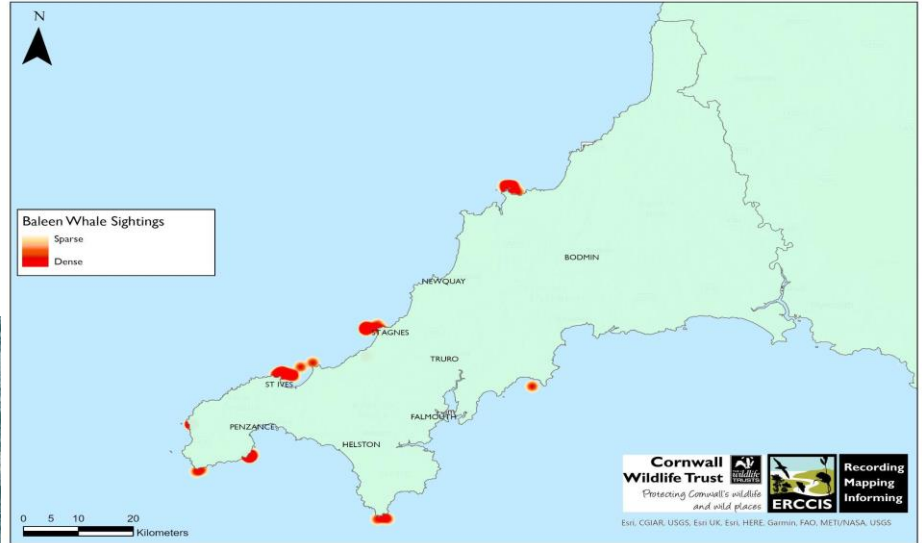 N
Baleen Whale Sightings
Sparse
Dense
BODMIN
NEWQUAY
ST AGNES
TRURO
ST IVES
PENZANCE
FALMOUTH
HELSTON
0 5 10 20
Kilometers
Cornwall
Wildlife Trust
wildlife
TRUSTS
Protecting Cornwall's wildlife
and wild places
ERCCIS
Recording
Mapping
Informing
Esri, CGIAR, USGS, Esri UK, Esri, HERE, Garmin, FAO, METI/NASA, USGS